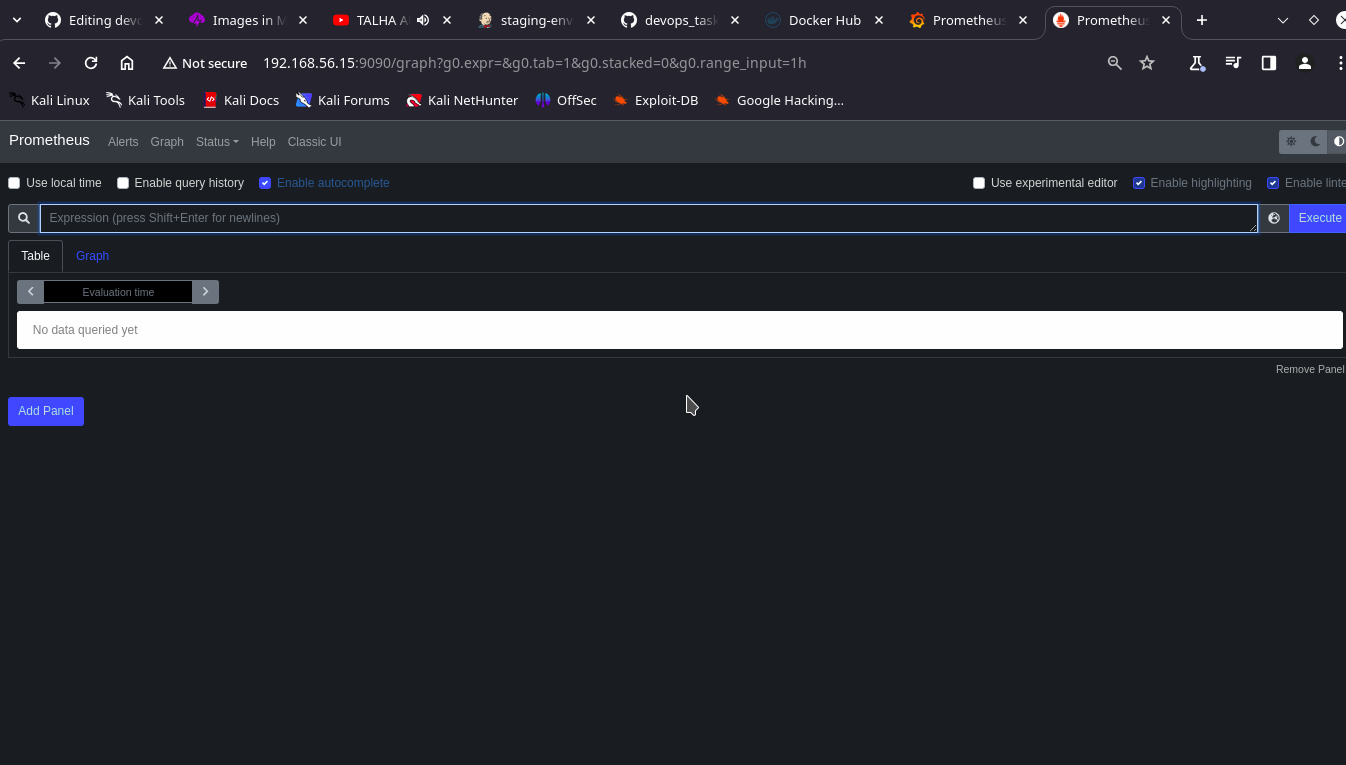 Editing devo Images in M TALHA A staging-env devops_task Docker Hub Prometheus Prometheus
Not secure 192.168.56.15:9090/graph?g0.expr=&g0.tab=1&g0.stacked=0&g0.range_input=1h
Kali Linux Kali Tools Kali Docs Kali Forums Kali NetHunter OffSec Exploit-DB Google Hacking...
Prometheus Alerts Graph Status Help Classic UI
Use local time Enable query history Enable autocomplete Use experimental editor Enable highlighting Enable linte
Expression (press Shift+Enter for newlines) Execute
Table Graph
Evaluation time
No data queried yet
Remove Panel
Add Panel